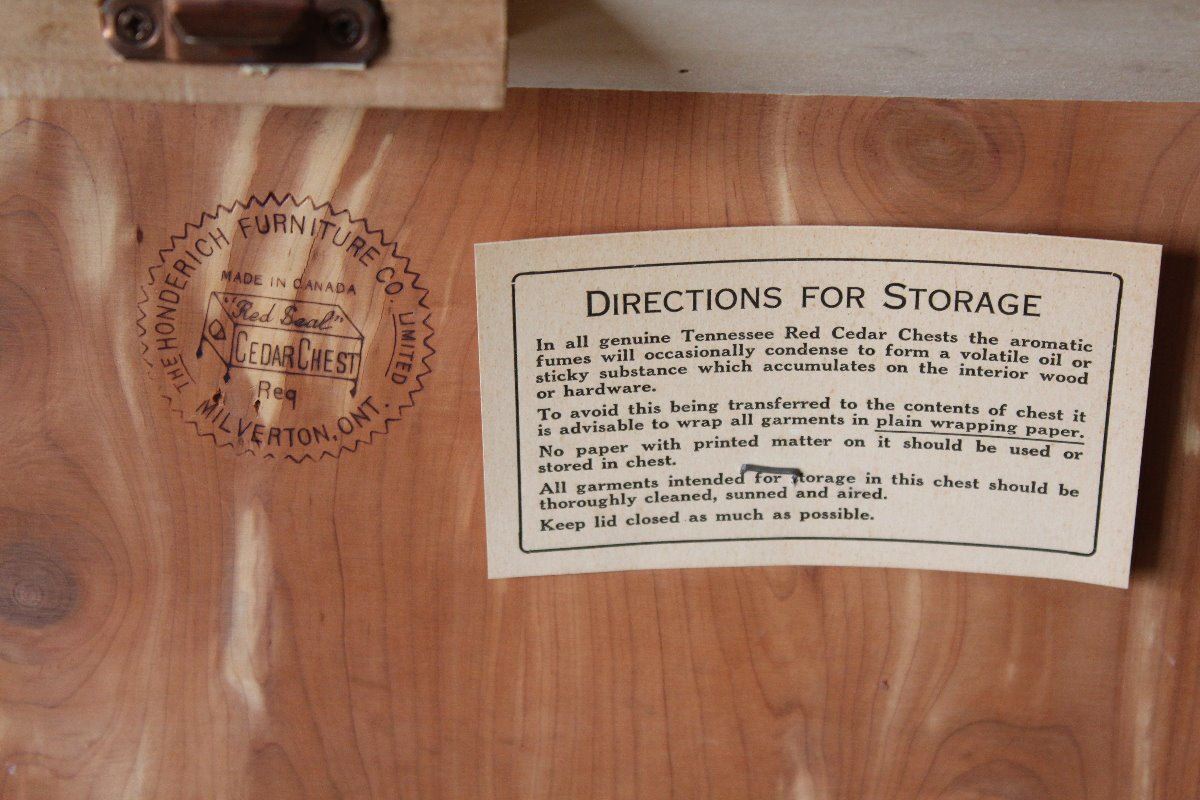 THE HONDERICH FURNITURE CO. LIMITED
MADE IN CANADA
"Red Seal"
CEDAR CHEST
Req
MILVERTON, ONT.
DIRECTIONS FOR STORAGE
In all genuine Tennessee Red Cedar Chests the aromatic
fumes will occasionally condense to form a volatile oil or
sticky substance which accumulates on the interior wood
or hardware.
To avoid this being transferred to the contents of chest it
is advisable to wrap all garments in plain wrapping paper.
No paper with printed matter on it should be used or
stored in chest.
All garments intended for storage in this chest should be
thoroughly cleaned, sunned and aired.
Keep lid closed as much as possible.